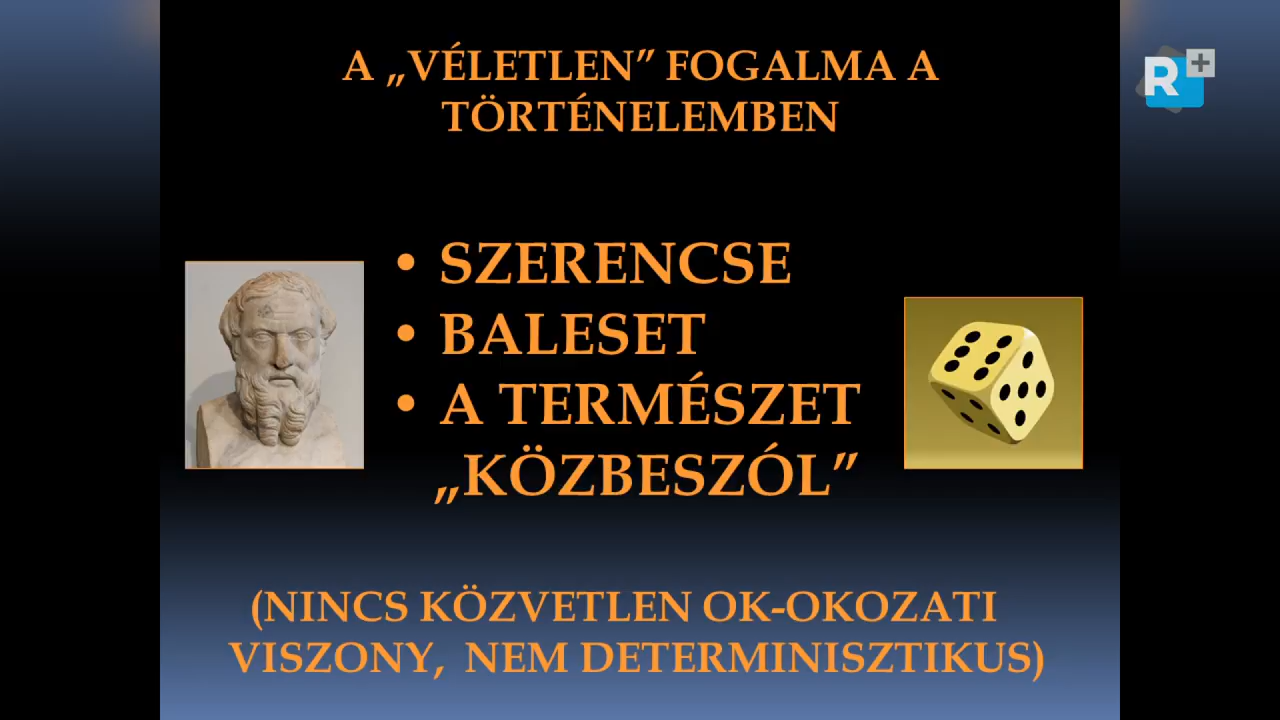 A „VÉLETLEN” FOGALMA A
TÖRTÉNELEMBEN
• SZERENCSE
• BALESET
• A TERMÉSZET
„KÖZBESZÓL”
(NINCS KÖZVETLEN OK-OKOZATI
VISZONY, NEM DETERMINISZTIKUS)
R+